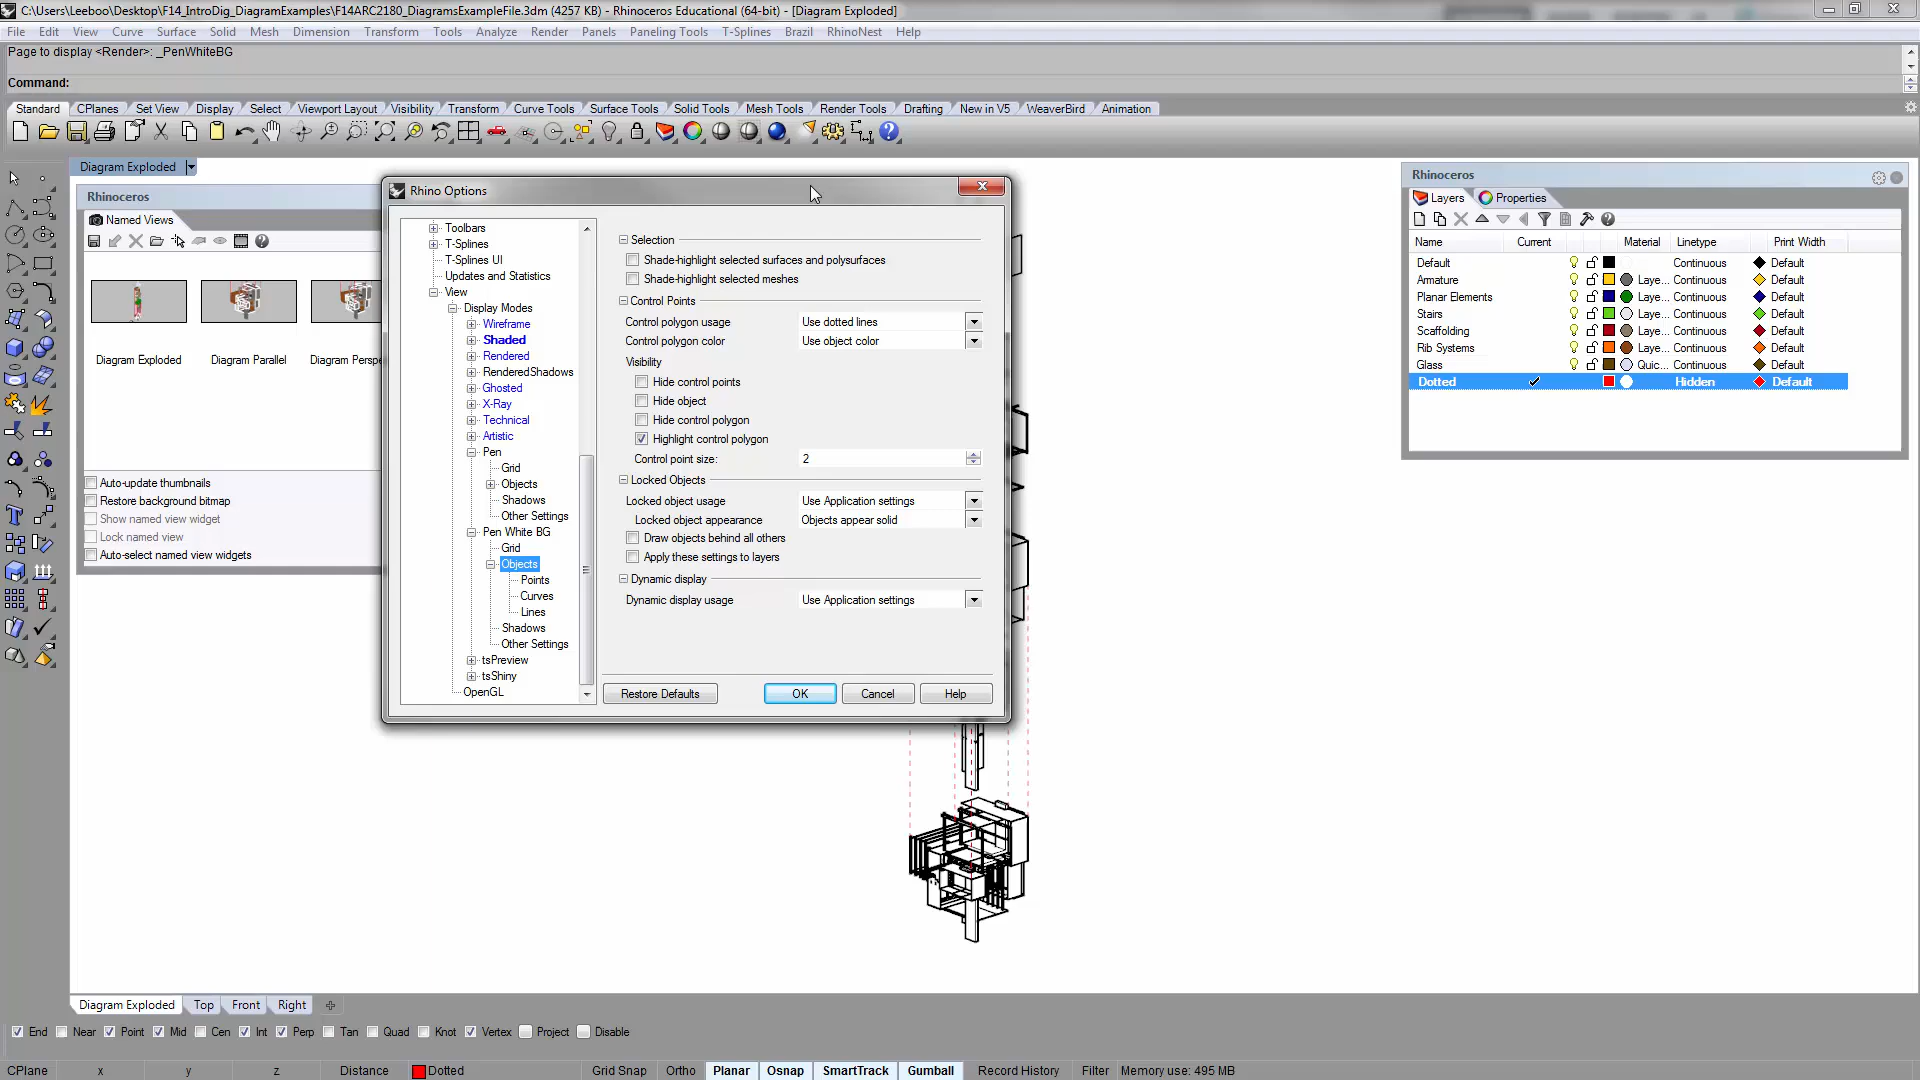 C:\Users\Leeboo\Desktop\F14_IntroDig_DiagramExamples\F14ARC2180_DiagramsExampleFile.3dm (4257 KB) - Rhinoceros Educational (64-bit) - [Diagram Exploded]
File Edit View Curve Surface Solid Mesh Dimension Transform Tools Analyze Render Panels Paneling Tools T-Splines Brazil RhinoNest Help
Page to display <Render>: _PenWhiteBG
Command:
Standard CPlanes Set View Display Select Viewport Layout Visibility Transform Curve Tools Surface Tools Solid Tools Mesh Tools Render Tools Drafting New in V5 WeaverBird Animation
Diagram Exploded
Rhinoceros
Named Views
Diagram Exploded Diagram Parallel Diagram Perspe
Auto-update thumbnails
Restore background bitmap
Show named view widget
Lock named view
Auto-select named view widgets
Rhino Options
Toolbars
T-Splines
T-Splines UI
Updates and Statistics
View
Display Modes
Wireframe
Shaded
Rendered
RenderedShadows
Ghosted
X-Ray
Technical
Artistic
Pen
Grid
Objects
Shadows
Other Settings
Pen White BG
Grid
Objects
Points
Curves
Lines
Shadows
Other Settings
tsPreview
tsShiny
OpenGL
Selection
Shade-highlight selected surfaces and polysurfaces
Shade-highlight selected meshes
Control Points
Control polygon usage Use dotted lines
Control polygon color Use object color
Visibility
Hide control points
Hide object
Hide control polygon
Highlight control polygon
Control point size: 2
Locked Objects
Locked object usage Use Application settings
Locked object appearance Objects appear solid
Draw objects behind all others
Apply these settings to layers
Dynamic display
Dynamic display usage Use Application settings
Restore Defaults OK Cancel Help
Rhinoceros
Layers Properties
Name Current Material Linetype Print Width
Default Continuous Default
Armature Laye... Continuous Default
Planar Elements Laye... Continuous Default
Stairs Laye... Continuous Default
Scaffolding Laye... Continuous Default
Rib Systems Laye... Continuous Default
Glass Quic... Continuous Default
Dotted Hidden Default
Diagram Exploded Top Front Right
End Near Point Mid Cen Int Perp Tan Quad Knot Vertex Project Disable
CPlane x y z Distance Dotted Grid Snap Ortho Planar Osnap SmartTrack Gumball Record History Filter Memory use: 495 MB